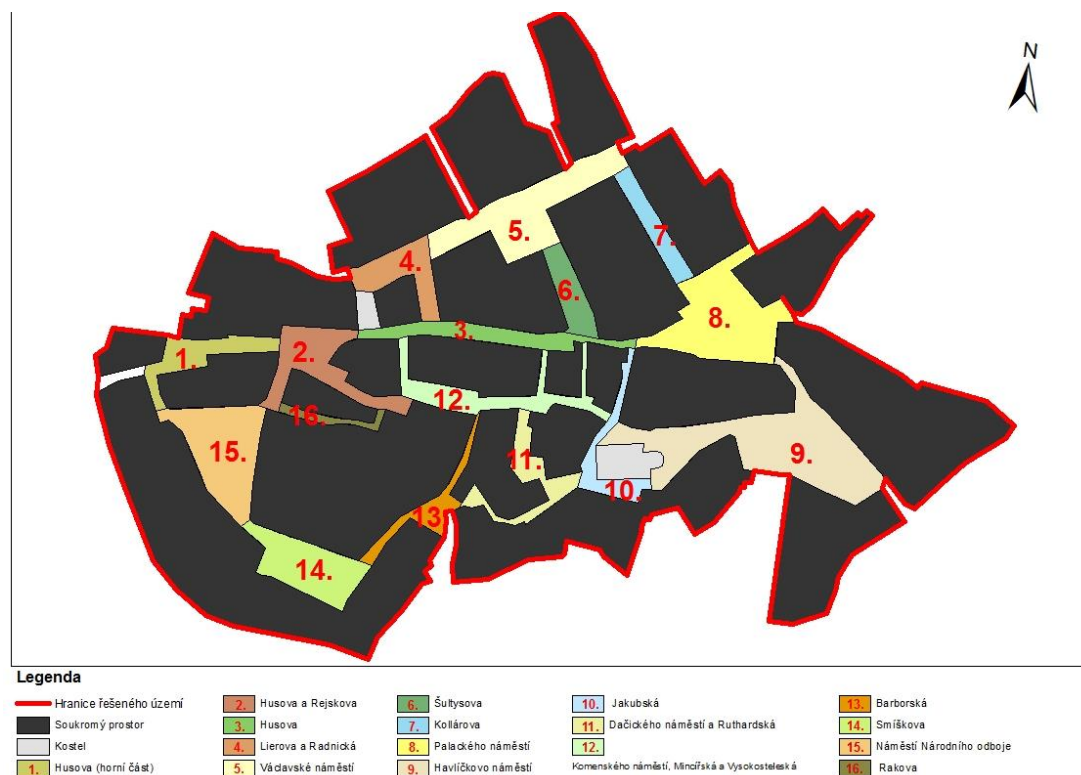 N
5.
7.
4.
6.
8.
3.
1.
2.
12.
16.
15.
11.
9.
10.
13.
14.
Legenda
Hranice řešeného území
Soukromý prostor
Kostel
1. Husova (horní část)
2. Husova a Rejskova
3. Husova
4. Lierova a Radnická
5. Václavské náměstí
6. Šultysova
7. Kollárova
8. Palackého náměstí
9. Havlíčkovo náměstí
10. Jakubská
11. Dačického náměstí a Ruthardská
12.
Komenského náměstí, Mincířská a Vysokosteleská
13. Barborská
14. Smíškova
15. Náměstí Národního odboje
16. Rakova